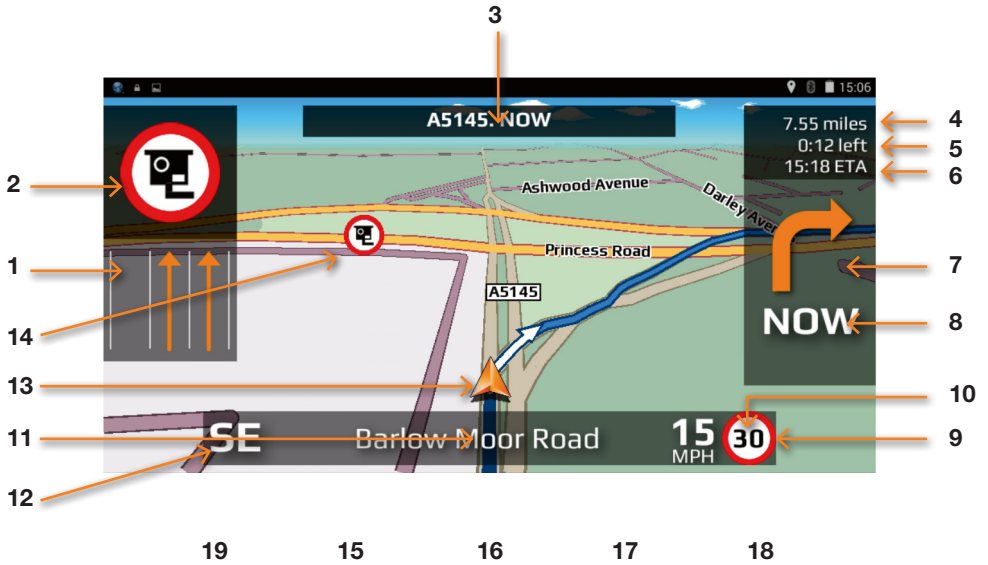 3
15:06
A5145: NOW
7.55 miles
4
0:12 left
5
15:18 ETA
6
2
Ashwood Avenue
Darley Avenue
Princess Road
1
7
A5145
14
NOW
8
13
10
11
SE
Barlow Moor Road
15
MPH
30
9
12
19
15
16
17
18